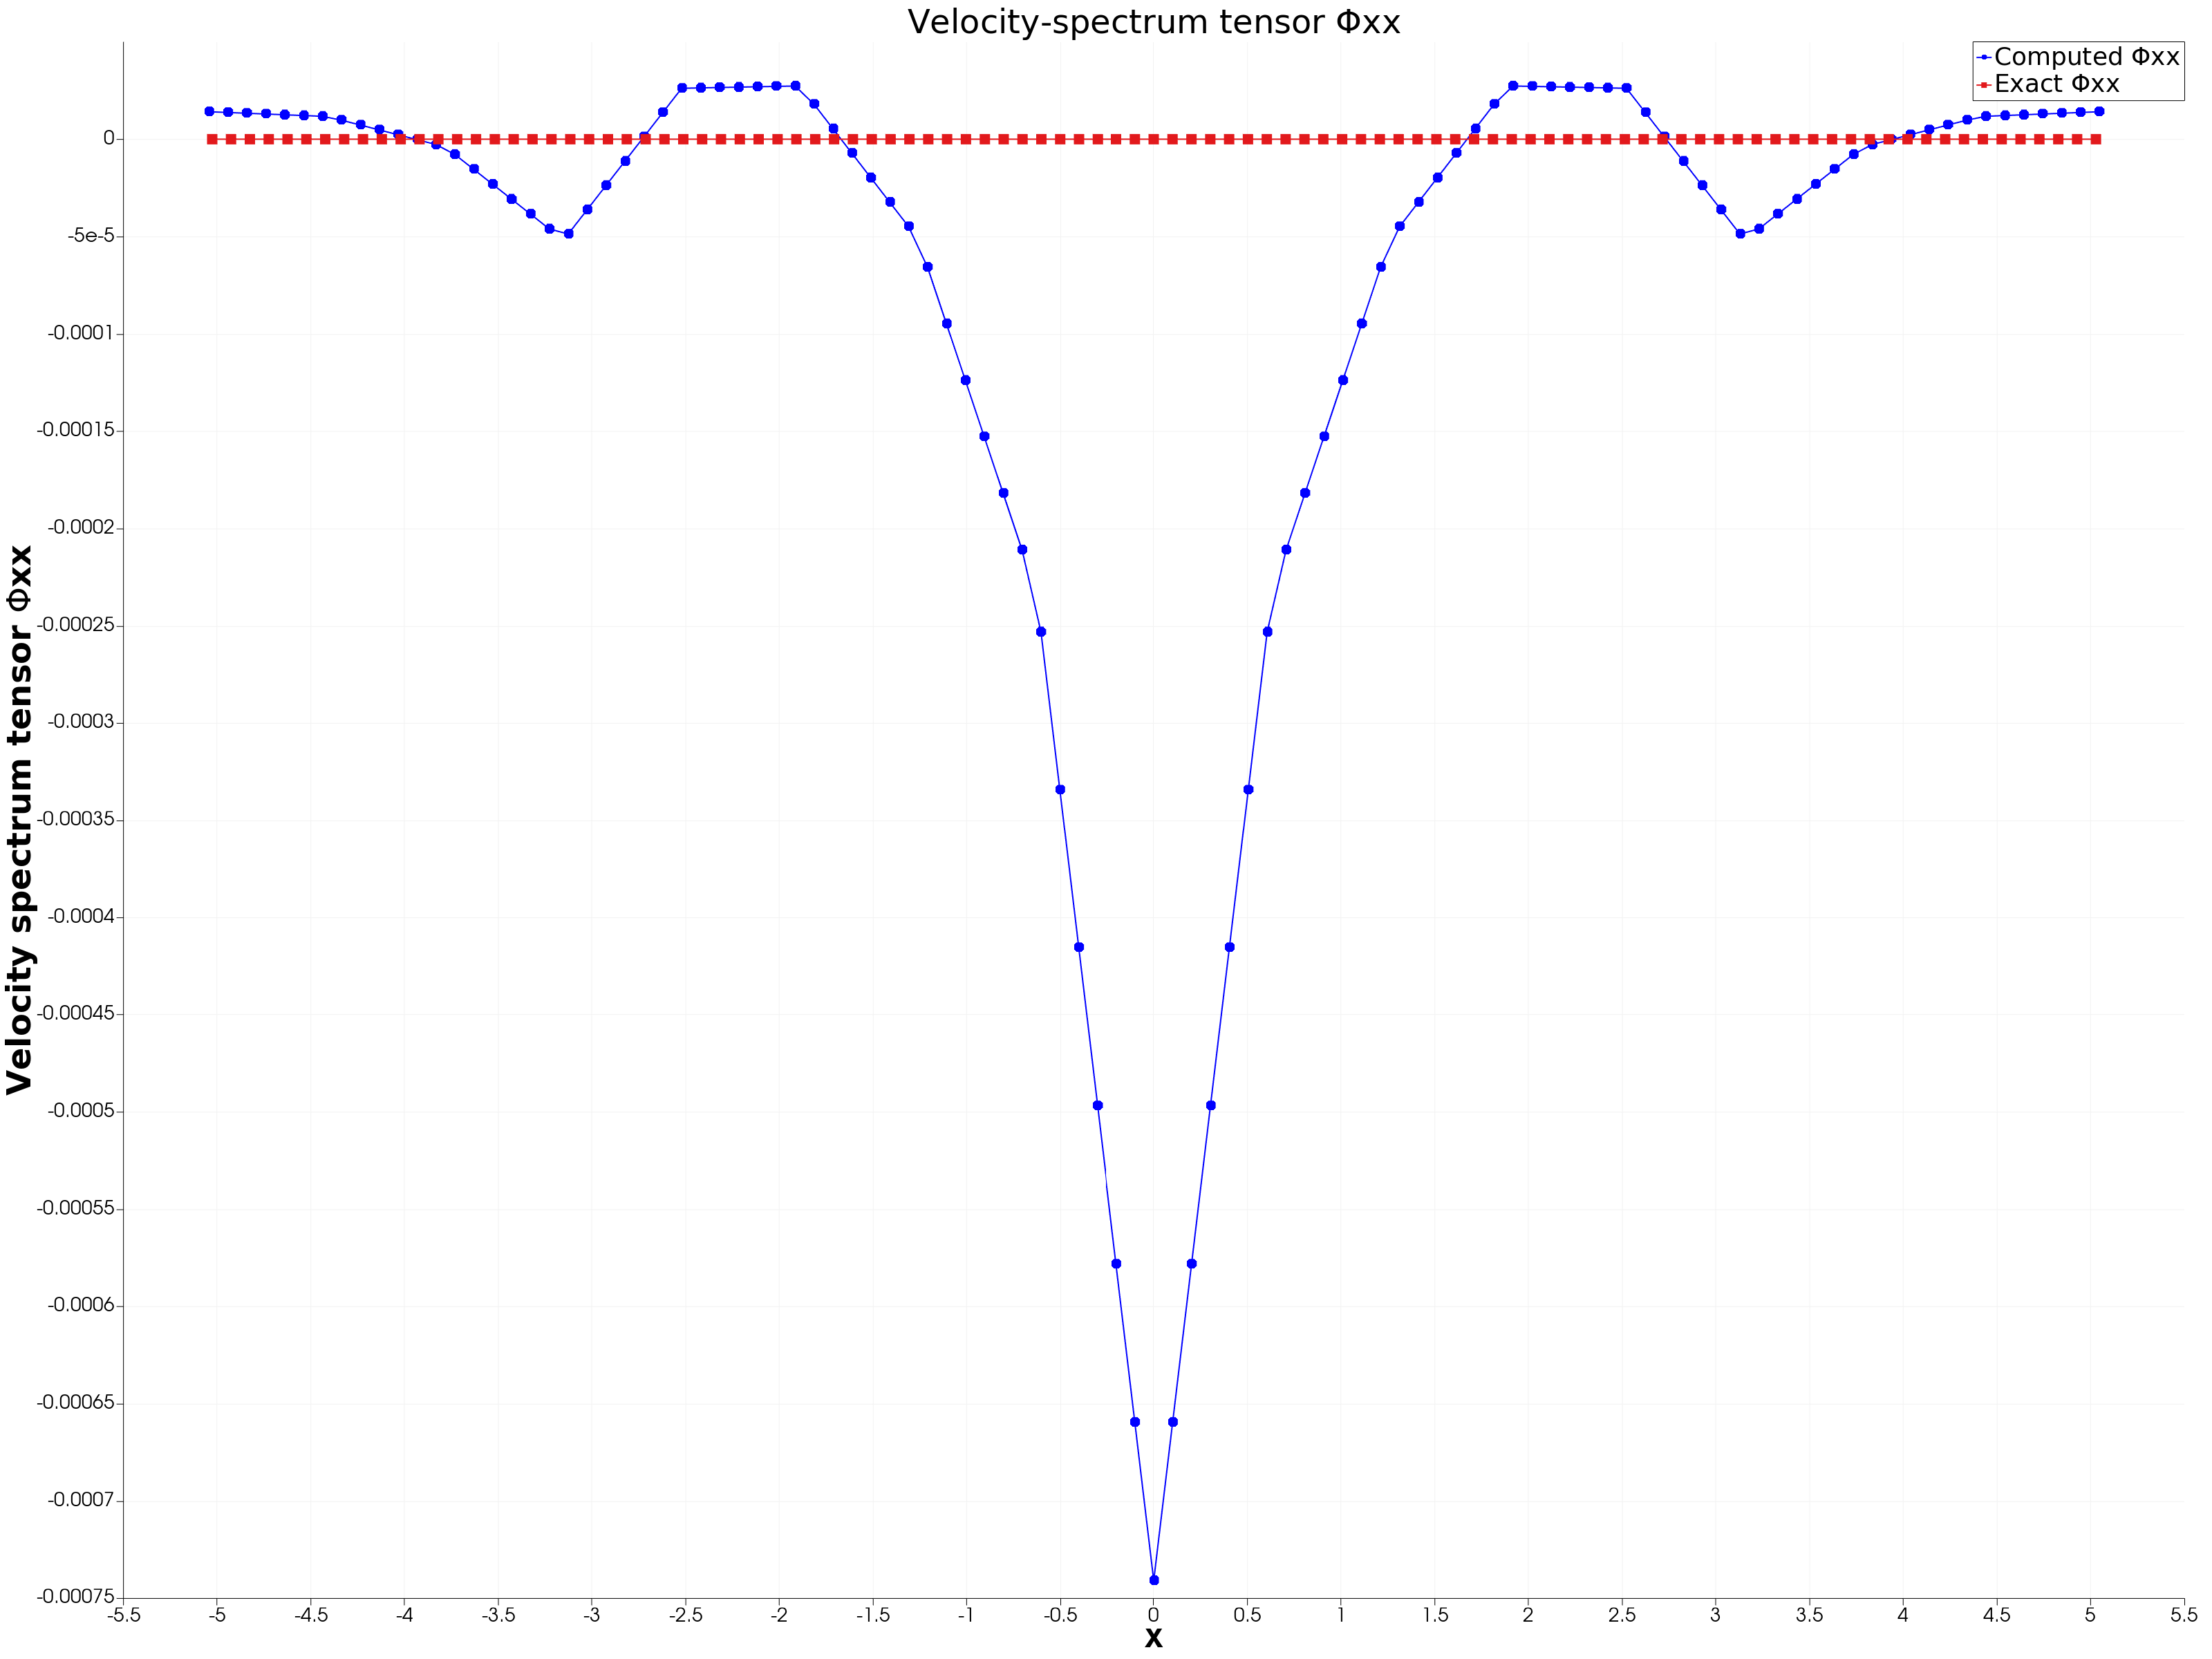 Velocity-spectrum tensor Φxx
Computed Φxx
Exact Φxx
Velocity spectrum tensor Φxx
0
-5e-5
-0.0001
-0.00015
-0.0002
-0.00025
-0.0003
-0.00035
-0.0004
-0.00045
-0.0005
-0.00055
-0.0006
-0.00065
-0.0007
-0.00075
-5.5 -5 -4.5 -4 -3.5 -3 -2.5 -2 -1.5 -1 -0.5 0 0.5 1 1.5 2 2.5 3 3.5 4 4.5 5 5.5
x